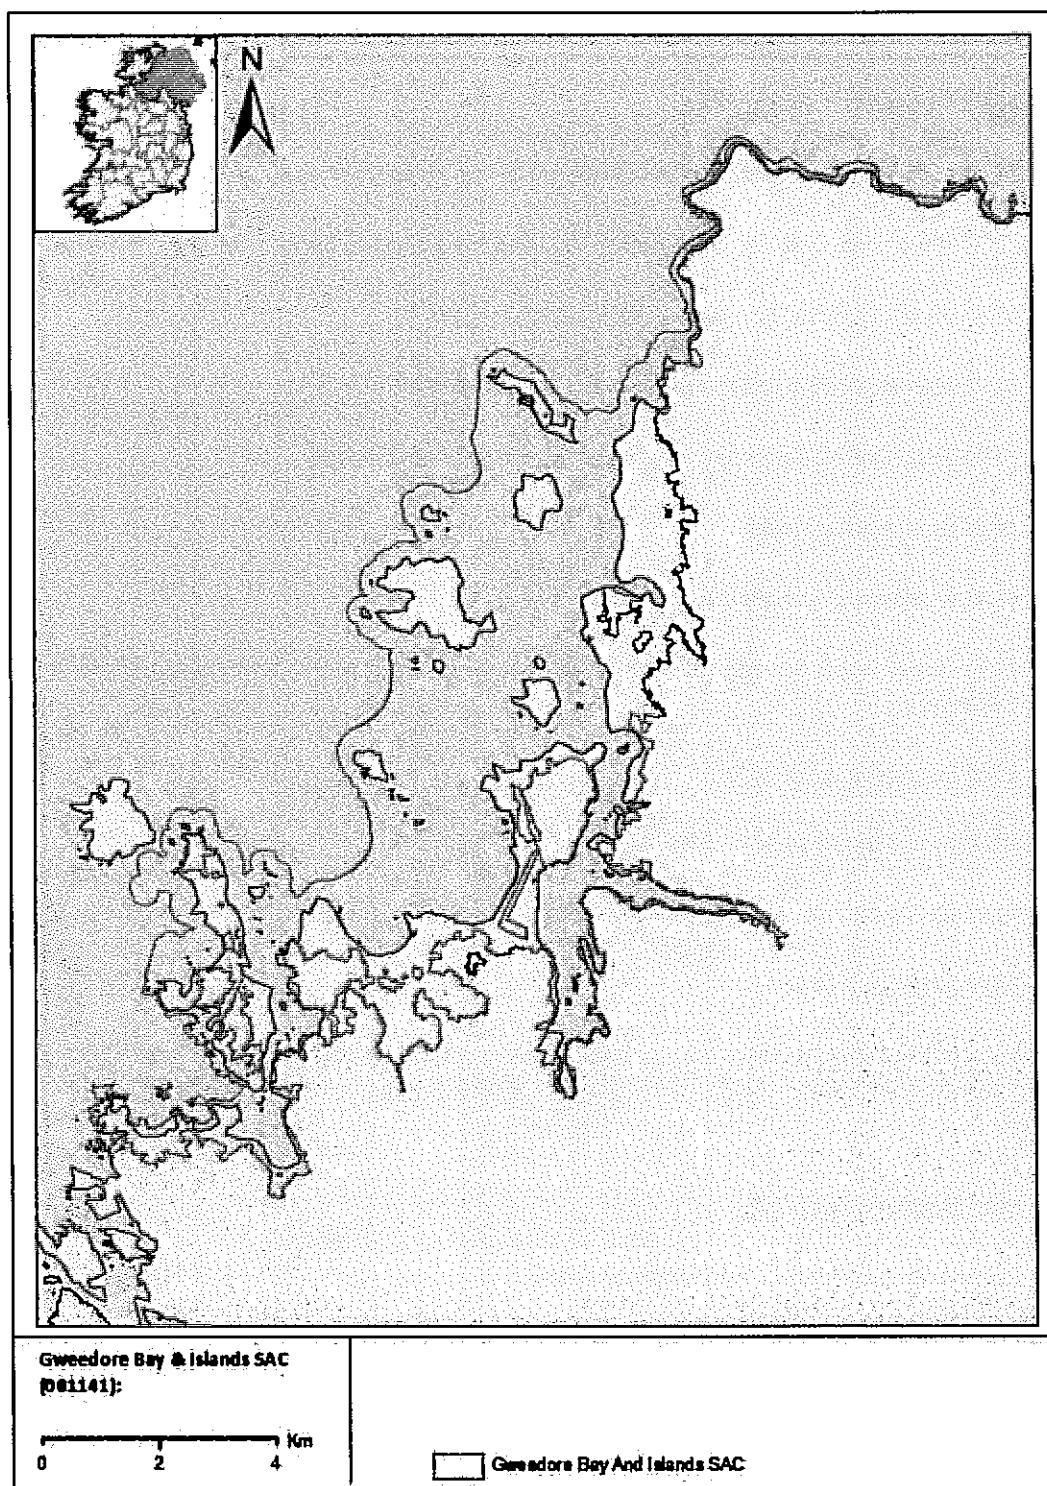 N
Gweedore Bay & Islands SAC
(001141):
Km
0 2 4
Gweedore Bay And Islands SAC